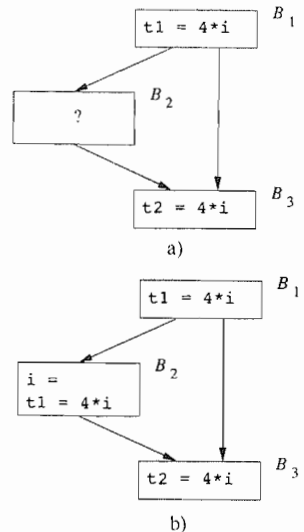 t1 = 4*i B1
? B2
t2 = 4*i B3
a)
t1 = 4*i B1
i = B2
t1 = 4*i
t2 = 4*i B3
b)